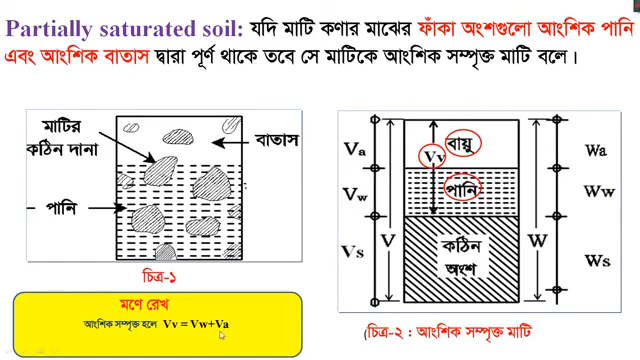 Partially saturated soil: যদি মাটি কণার মাঝের ফাঁকা অংশগুলো আংশিক পানি
এবং আংশিক বাতাস দ্বারা পূর্ণ থাকে তবে সে মাটিকে আংশিক সম্পৃক্ত মাটি বলে।
মাটির
কঠিন দানা
বাতাস
পানি
চিত্র-১
মণে রেখ
আংশিক সম্পৃক্ত হলে Vv = Vw+Va
Va
Vv
বায়ু
Wa
Vw
পানি
Ww
Vs
V
কঠিন
অংশ
W
Ws
(চিত্র-২ : আংশিক সম্পৃক্ত মাটি